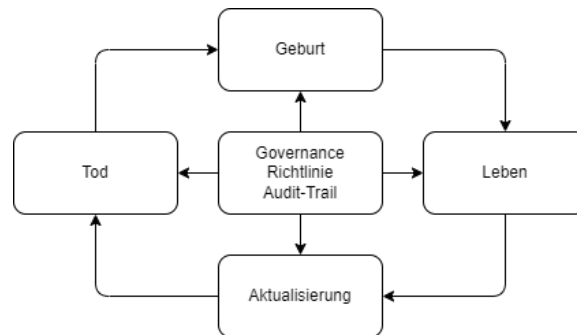 Geburt
Tod
Governance
Richtlinie
Audit-Trail
Leben
Aktualisierung